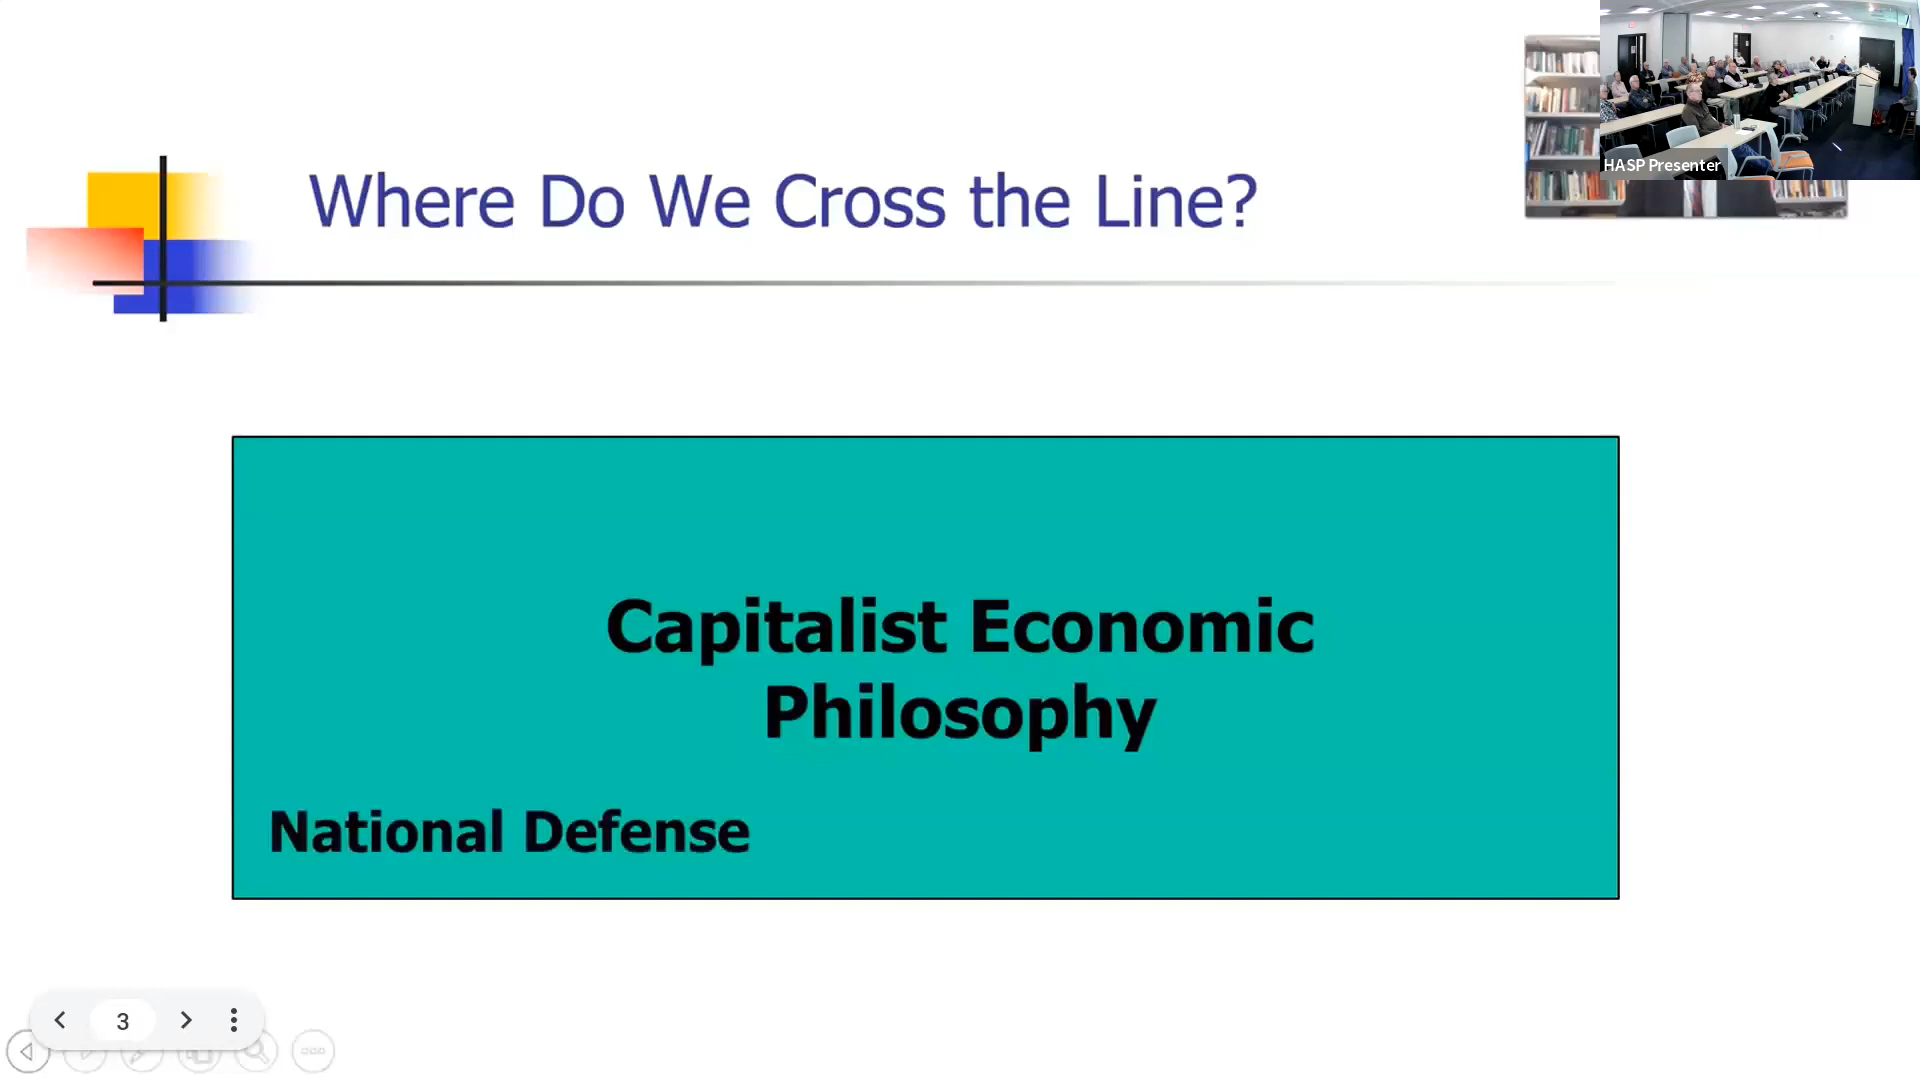 Where Do We Cross the Line?
HASP Presenter
Capitalist Economic
Philosophy
National Defense
3